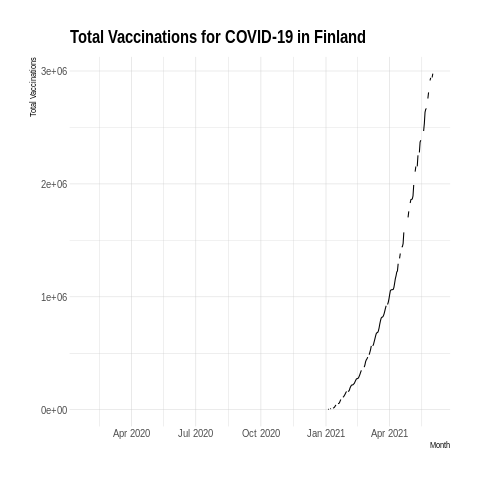 Total Vaccinations for COVID-19 in Finland
Total Vaccinations
3e+06
2e+06
1e+06
0e+00
Apr 2020 Jul 2020 Oct 2020 Jan 2021 Apr 2021
Month